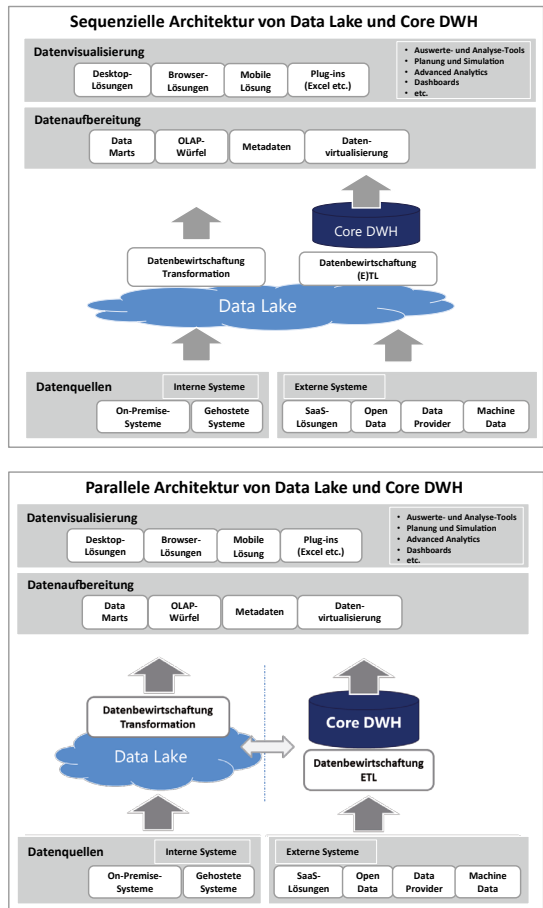 Sequenzielle Architektur von Data Lake und Core DWH
Datenvisualisierung
Desktop-
Lösungen
Browser-
Lösungen
Mobile
Lösung
Plug-ins
(Excel etc.)
• Auswerte- und Analyse-Tools
• Planung und Simulation
• Advanced Analytics
• Dashboards
• etc.
Datenaufbereitung
Data
Marts
OLAP-
Würfel
Metadaten
Daten-
virtualisierung
Core DWH
Datenbewirtschaftung
Transformation
Datenbewirtschaftung
(E)TL
Data Lake
Datenquellen
Interne Systeme
On-Premise-
Systeme
Gehostete
Systeme
Externe Systeme
SaaS-
Lösungen
Open
Data
Data
Provider
Machine
Data
Parallele Architektur von Data Lake und Core DWH
Datenvisualisierung
Desktop-
Lösungen
Browser-
Lösungen
Mobile
Lösung
Plug-ins
(Excel etc.)
• Auswerte- und Analyse-Tools
• Planung und Simulation
• Advanced Analytics
• Dashboards
• etc.
Datenaufbereitung
Data
Marts
OLAP-
Würfel
Metadaten
Daten-
virtualisierung
Datenbewirtschaftung
Transformation
Data Lake
Core DWH
Datenbewirtschaftung
ETL
Datenquellen
Interne Systeme
On-Premise-
Systeme
Gehostete
Systeme
Externe Systeme
SaaS-
Lösungen
Open
Data
Data
Provider
Machine
Data